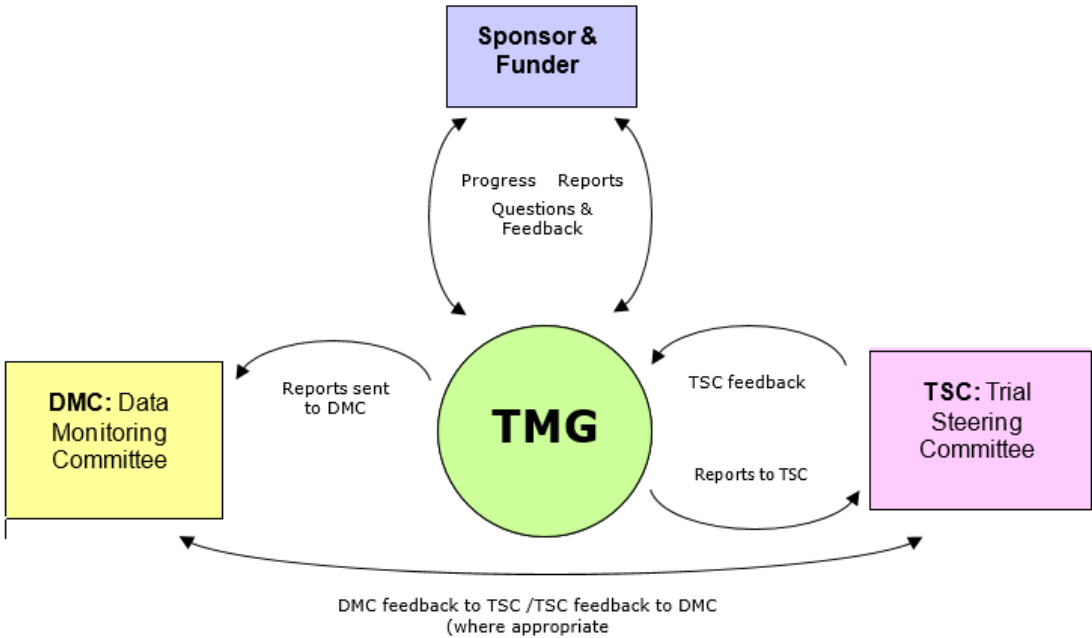 Sponsor &
Funder
Progress Reports
Questions &
Feedback
Reports sent
to DMC
TSC feedback
DMC: Data
Monitoring
Committee
TMG
TSC: Trial
Steering
Committee
Reports to TSC
DMC feedback to TSC /TSC feedback to DMC
(where appropriate